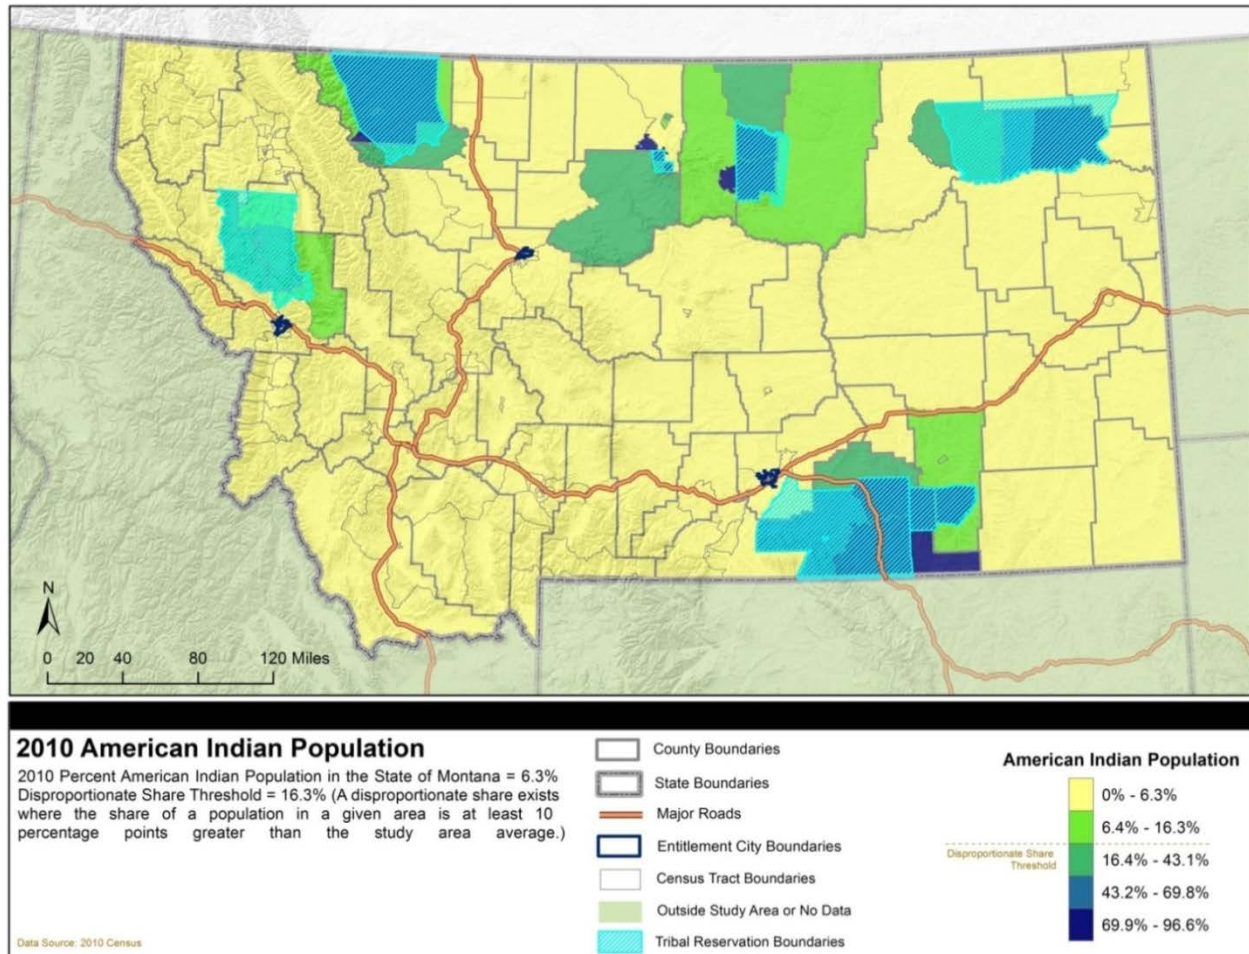 N
0 20 40 80 120 Miles
2010 American Indian Population
2010 Percent American Indian Population in the State of Montana = 6.3%
Disproportionate Share Threshold = 16.3% (A disproportionate share exists
where the share of a population in a given area is at least 10
percentage points greater than the study area average.)
Data Source: 2010 Census
County Boundaries
State Boundaries
Major Roads
Entitlement City Boundaries
Census Tract Boundaries
Outside Study Area or No Data
Tribal Reservation Boundaries
American Indian Population
0% - 6.3%
6.4% - 16.3%
Disproportionate Share
Threshold
16.4% - 43.1%
43.2% - 69.8%
69.9% - 96.6%